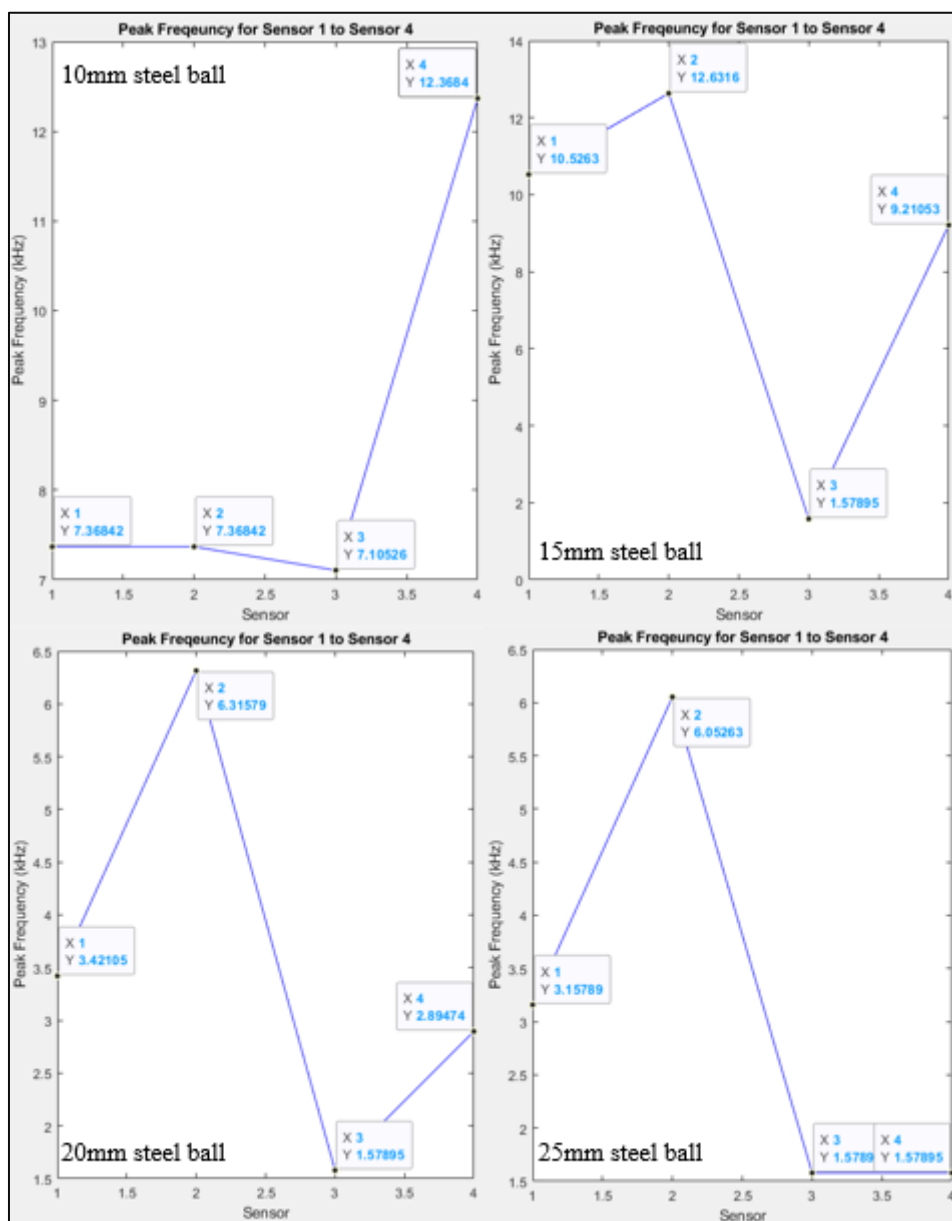 Peak Freqeuncy for Sensor 1 to Sensor 4
13
12
11
10
9
8
7
Peak Frequency (kHz)
10mm steel ball
X 1
Y 7.36842
X 2
Y 7.36842
X 3
Y 7.10526
X 4
Y 12.3684
1 1.5 2 2.5 3 3.5 4
Sensor
Peak Freqeuncy for Sensor 1 to Sensor 4
14
12
10
8
6
4
2
0
Peak Frequency (kHz)
X 1
Y 10.5263
X 2
Y 12.6316
X 3
Y 1.57895
X 4
Y 9.21053
15mm steel ball
1 1.5 2 2.5 3 3.5 4
Sensor
Peak Freqeuncy for Sensor 1 to Sensor 4
6.5
6
5.5
5
4.5
4
3.5
3
2.5
2
1.5
Peak Frequency (kHz)
X 1
Y 3.42105
X 2
Y 6.31579
X 3
Y 1.57895
X 4
Y 2.89474
20mm steel ball
1 1.5 2 2.5 3 3.5 4
Sensor
Peak Freqeuncy for Sensor 1 to Sensor 4
6.5
6
5.5
5
4.5
4
3.5
3
2.5
2
1.5
Peak Frequency (kHz)
X 1
Y 3.15789
X 2
Y 6.05263
X 3
Y 1.5789
X 4
Y 1.57895
25mm steel ball
1 1.5 2 2.5 3 3.5 4
Sensor